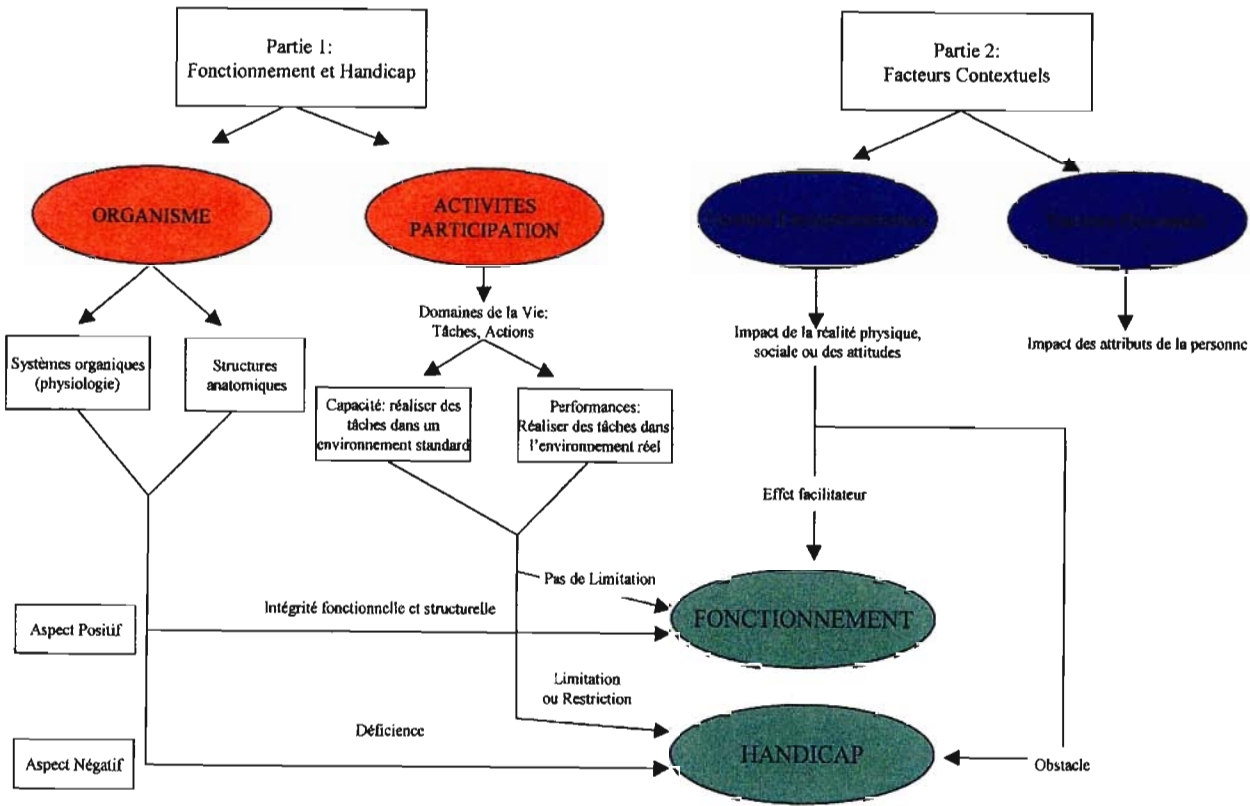 Partie 1:
Fonctionnement et Handicap
Partie 2:
Facteurs Contextuels
ORGANISME
ACTIVITES
PARTICIPATION
Domaines de la Vie:
Tâches, Actions
Impact de la réalité physique,
sociale ou des attitudes
Impact des attributs de la personne
Systèmes organiques
(physiologie)
Structures
anatomiques
Capacité: réaliser des
tâches dans un
environnement standard
Performances:
Réaliser des tâches dans
l'environnement réel
Effet facilitateur
Pas de Limitation
Intégrité fonctionnelle et structurelle
Aspect Positif
FONCTIONNEMENT
Limitation
ou Restriction
Déficience
Aspect Négatif
HANDICAP
Obstacle